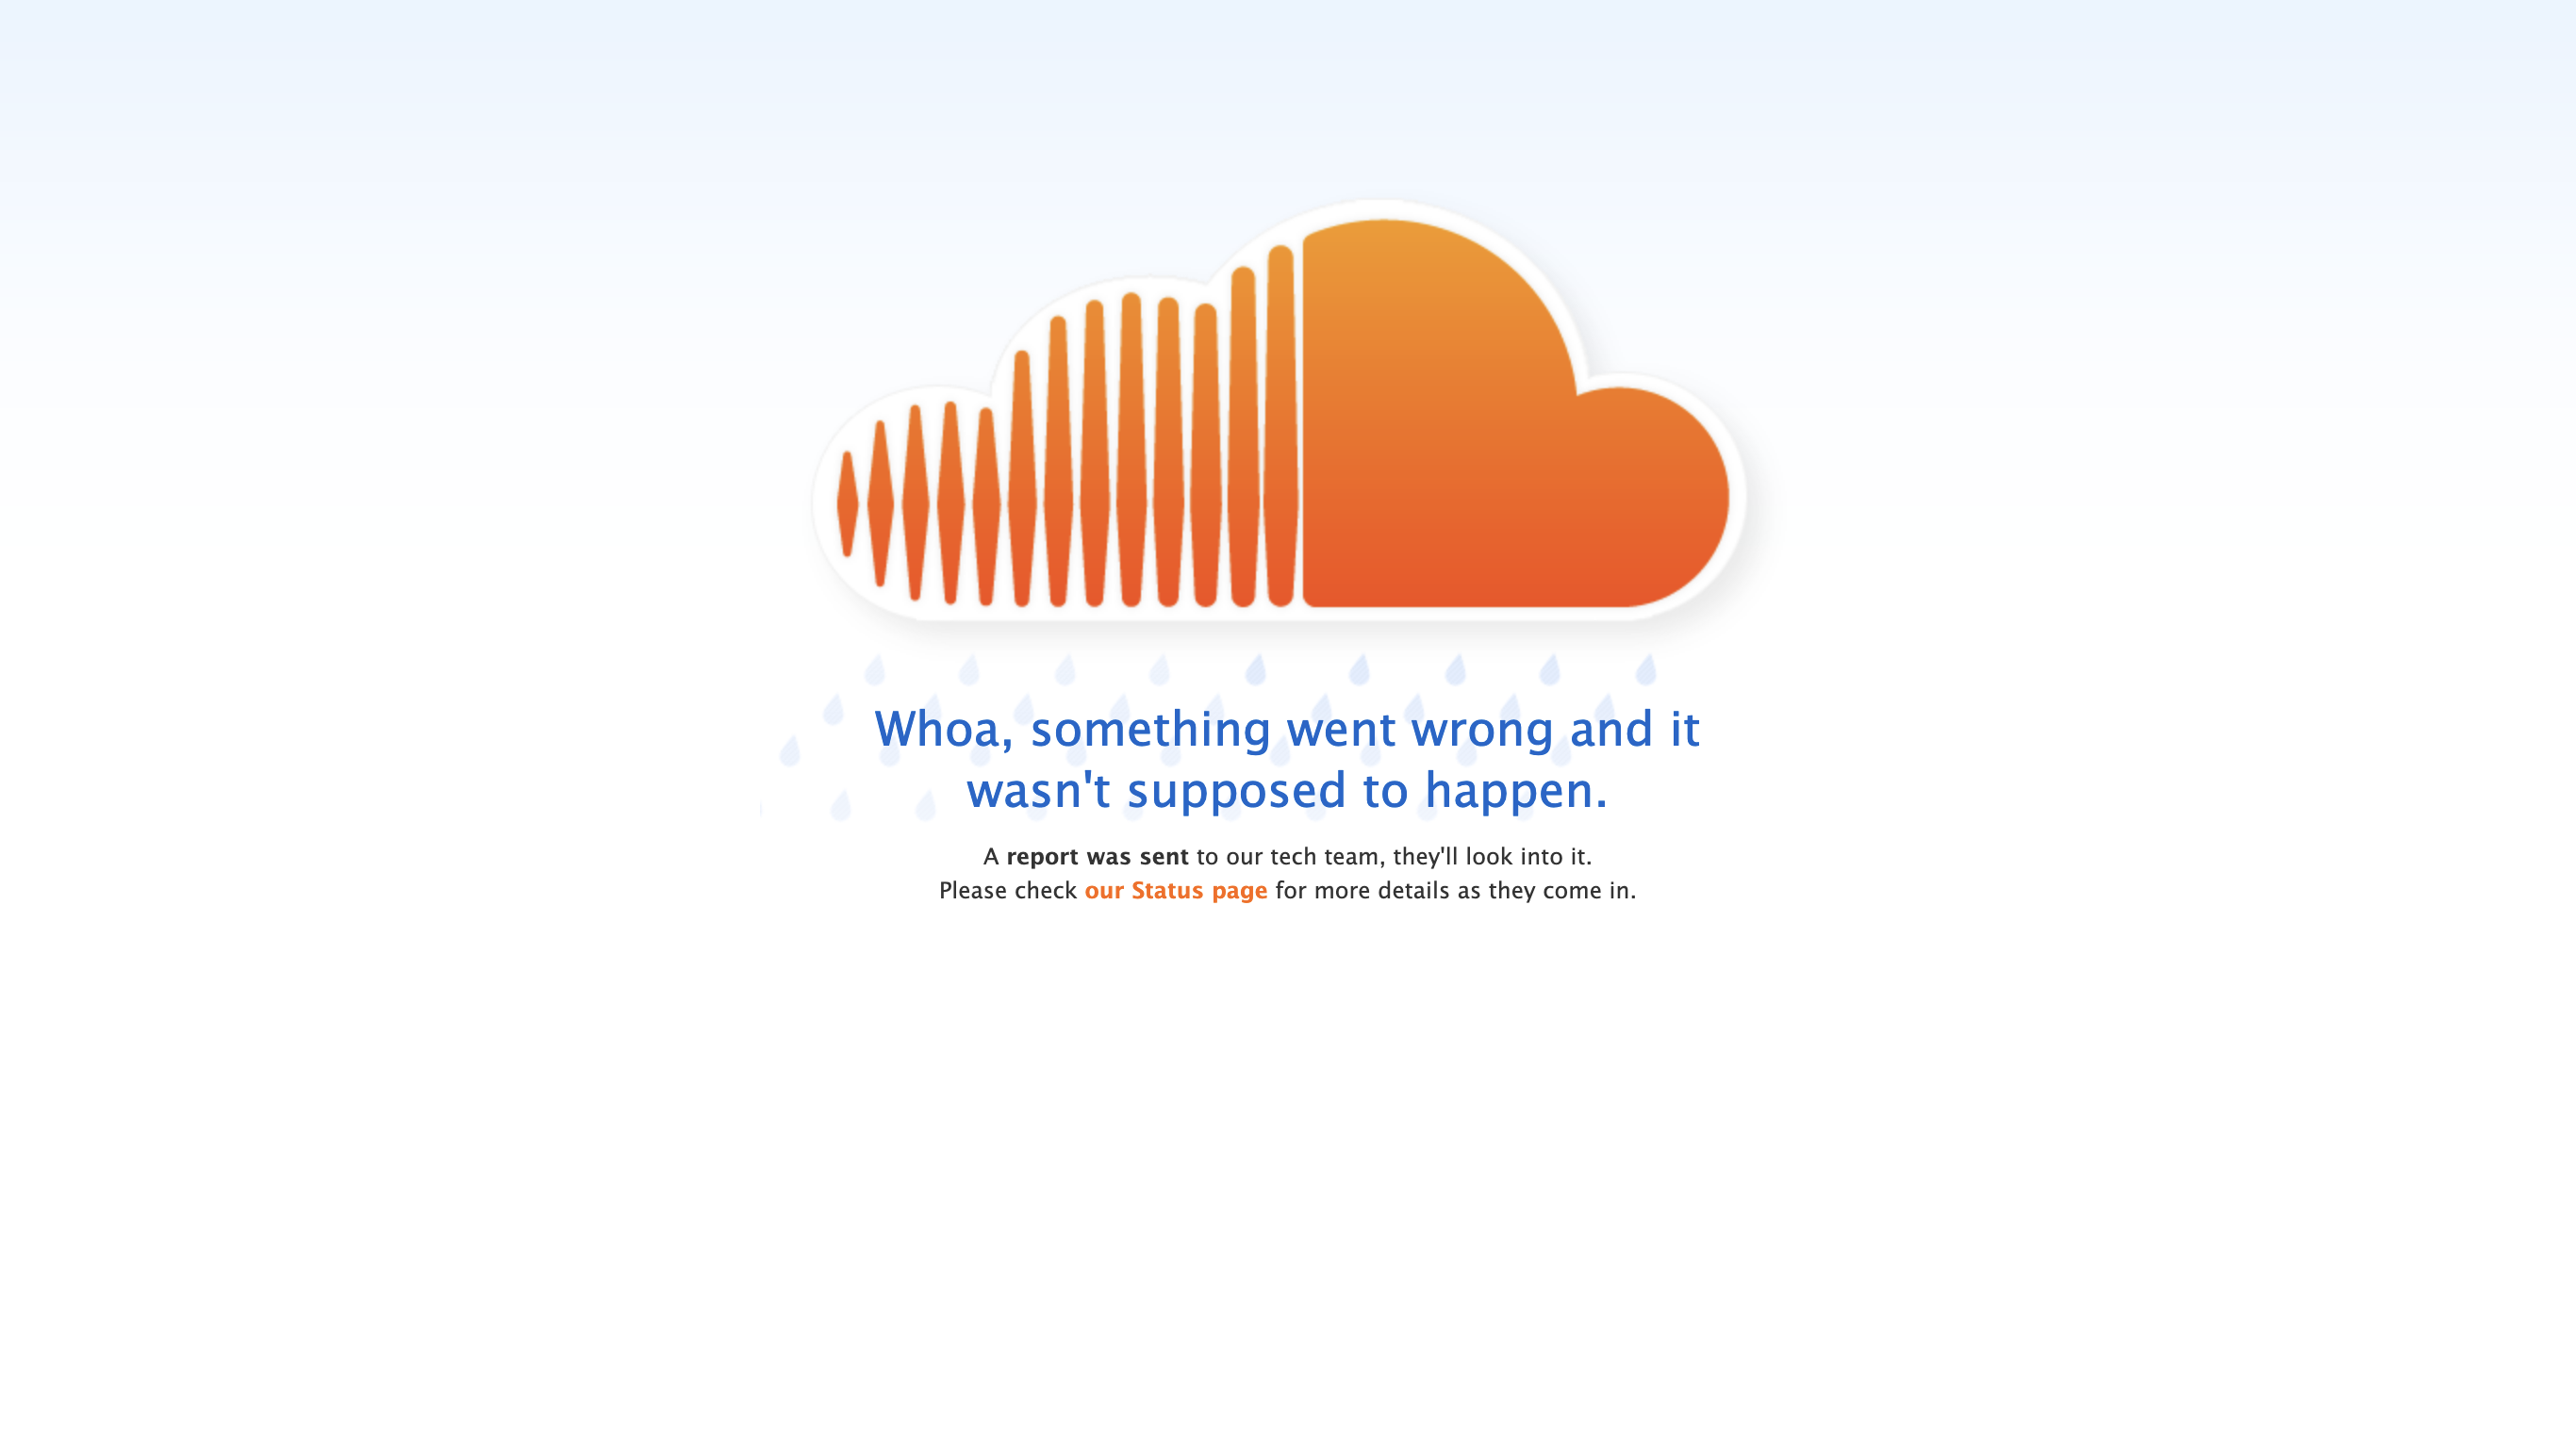 Whoa, something went wrong and it
wasn't supposed to happen.
A report was sent to our tech team, they'll look into it.
Please check our Status page for more details as they come in.